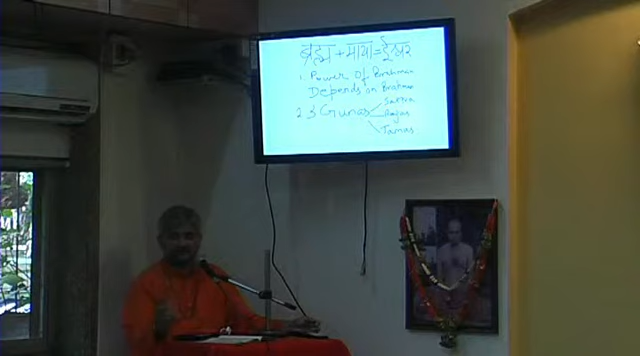 ब्रह्म + माया = ईश्वर
1. Power of Brahman
Depends on Brahman
2 3 Gunas
Sattva
Rajas
Tamas